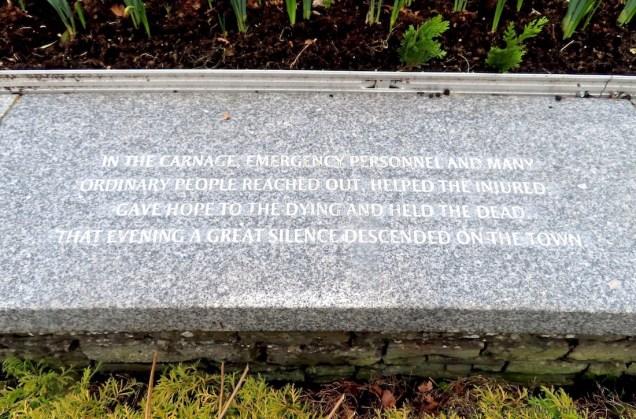 IN THE CARNAGE, EMERGENCY PERSONNEL AND MANY
ORDINARY PEOPLE REACHED OUT, HELPED THE INJURED,
GAVE HOPE TO THE DYING AND HELD THE DEAD.
THAT EVENING A GREAT SILENCE DESCENDED ON THE TOWN